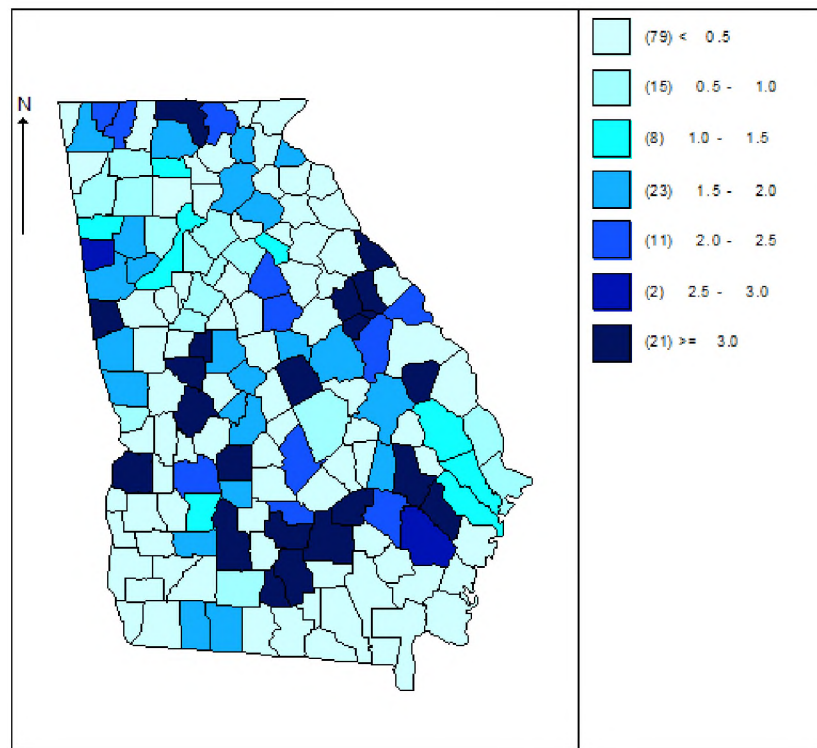 N
(79) < 0.5
(15) 0.5 - 1.0
(8) 1.0 - 1.5
(23) 1.5 - 2.0
(11) 2.0 - 2.5
(2) 2.5 - 3.0
(21) >= 3.0